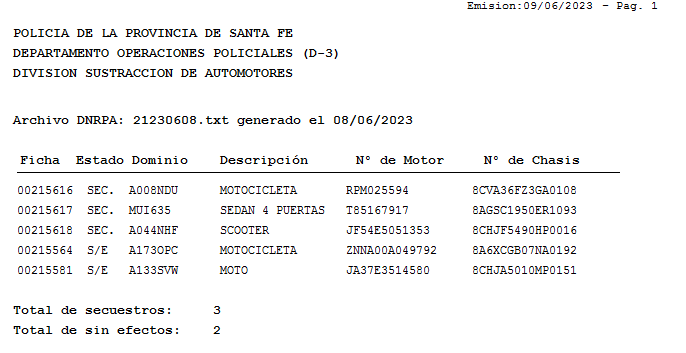 Emision:09/06/2023 - Pag. 1
POLICIA DE LA PROVINCIA DE SANTA FE
DEPARTAMENTO OPERACIONES POLICIALES (D-3)
DIVISION SUSTRACCION DE AUTOMOTORES
Archivo DNRPA: 21230608.txt generado el 08/06/2023
Ficha Estado Dominio Descripción N° de Motor N° de Chasis
00215616 SEC. A008NDU MOTOCICLETA RPM025594 8CVA36FZ3GA0108
00215617 SEC. MUI635 SEDAN 4 PUERTAS T85167917 8AGSC1950ER1093
00215618 SEC. A044NHF SCOOTER JF54E5051353 8CHJF5490HP0016
00215564 S/E A173OPC MOTOCICLETA ZNNA00A049792 8A6XCGB07NA0192
00215581 S/E A133SVW MOTO JA37E3514580 8CHJA5010MP0151
Total de secuestros: 3
Total de sin efectos: 2